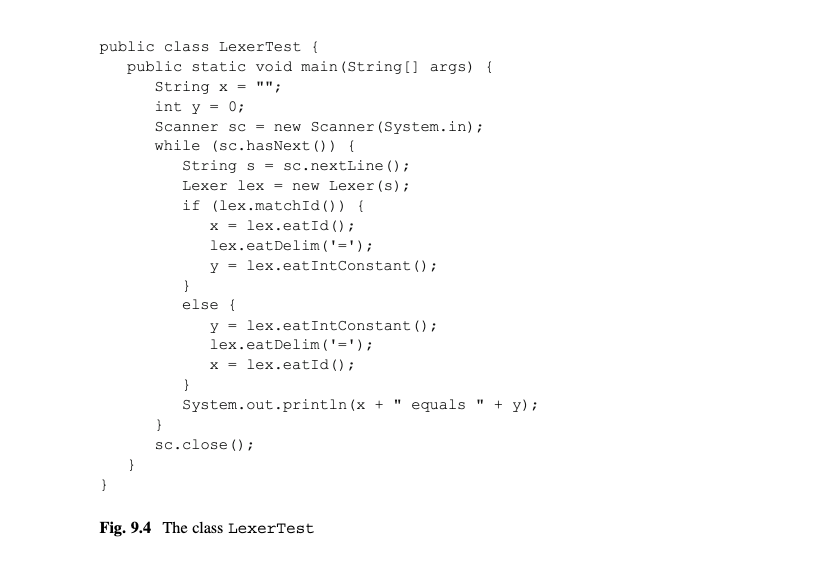 public class LexerTest {
   public static void main(String[] args) {
      String x = "";
      int y = 0;
      Scanner sc = new Scanner(System.in);
      while (sc.hasNext()) {
         String s = sc.nextLine();
         Lexer lex = new Lexer(s);
         if (lex.matchId()) {
            x = lex.eatId();
            lex.eatDelim('=');
            y = lex.eatIntConstant();
         }
         else {
            y = lex.eatIntConstant();
            lex.eatDelim('=');
            x = lex.eatId();
         }
         System.out.println(x + " equals " + y);
      }
      sc.close();
   }
}
Fig. 9.4 The class LexerTest